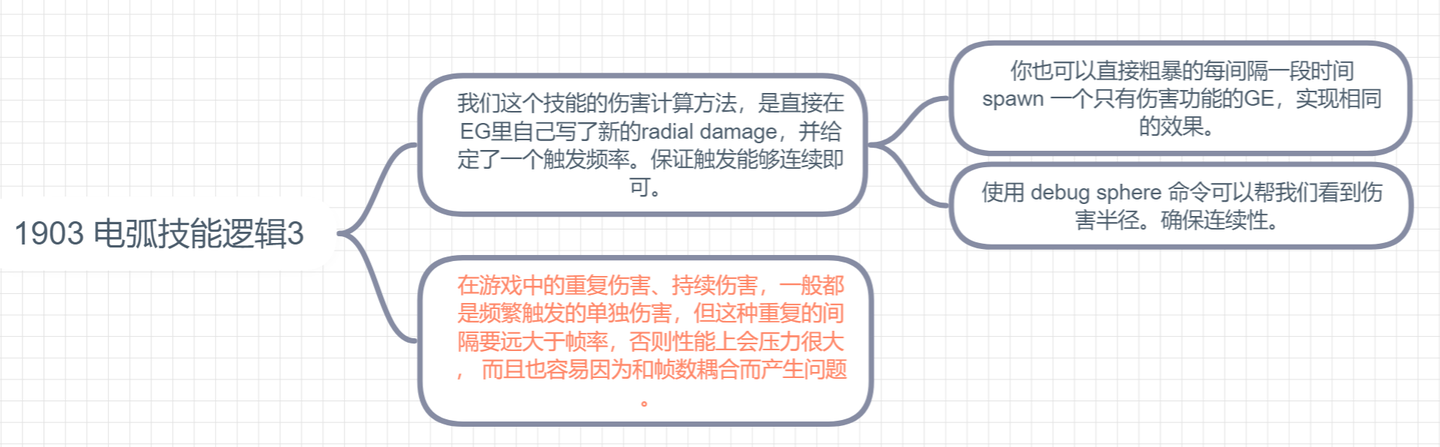 1903 电弧技能逻辑3
我们这个技能的伤害计算方法，是直接在
EG里自己写了新的radial damage，并给
定了一个触发频率。保证触发能够连续即
可。
你也可以直接粗暴的每间隔一段时间
spawn 一个只有伤害功能的GE，实现相同
的效果。
使用 debug sphere 命令可以帮我们看到伤
害半径。确保连续性。
在游戏中的重复伤害、持续伤害，一般都
是频繁触发的单独伤害，但这种重复的间
隔要远大于帧率，否则性能上会压力很大
， 而且也容易因为和帧数耦合而产生问题
。